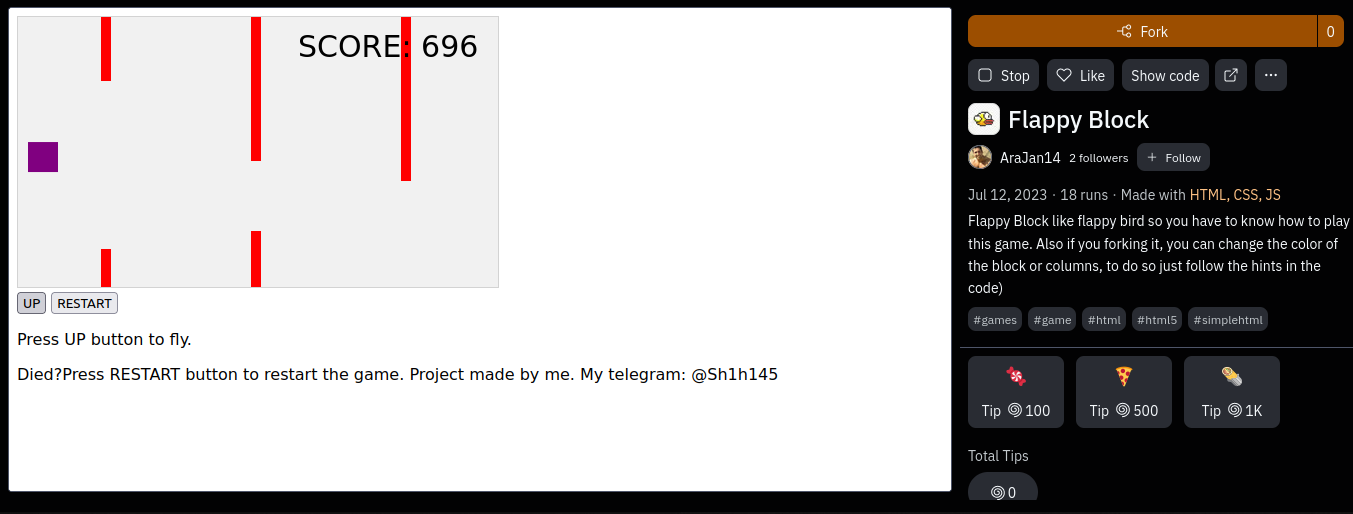 SCORE: 696
UP RESTART
Press UP button to fly.
Died?Press RESTART button to restart the game. Project made by me. My telegram: @Sh1h145
Fork 0
Stop Like Show code
Flappy Block
AraJan14 2 followers + Follow
Jul 12, 2023 · 18 runs · Made with HTML, CSS, JS
Flappy Block like flappy bird so you have to know how to play
this game. Also if you forking it, you can change the color of
the block or columns, to do so just follow the hints in the
code)
#games #game #html #html5 #simplehtml
Tip 100 Tip 500 Tip 1K
Total Tips
0